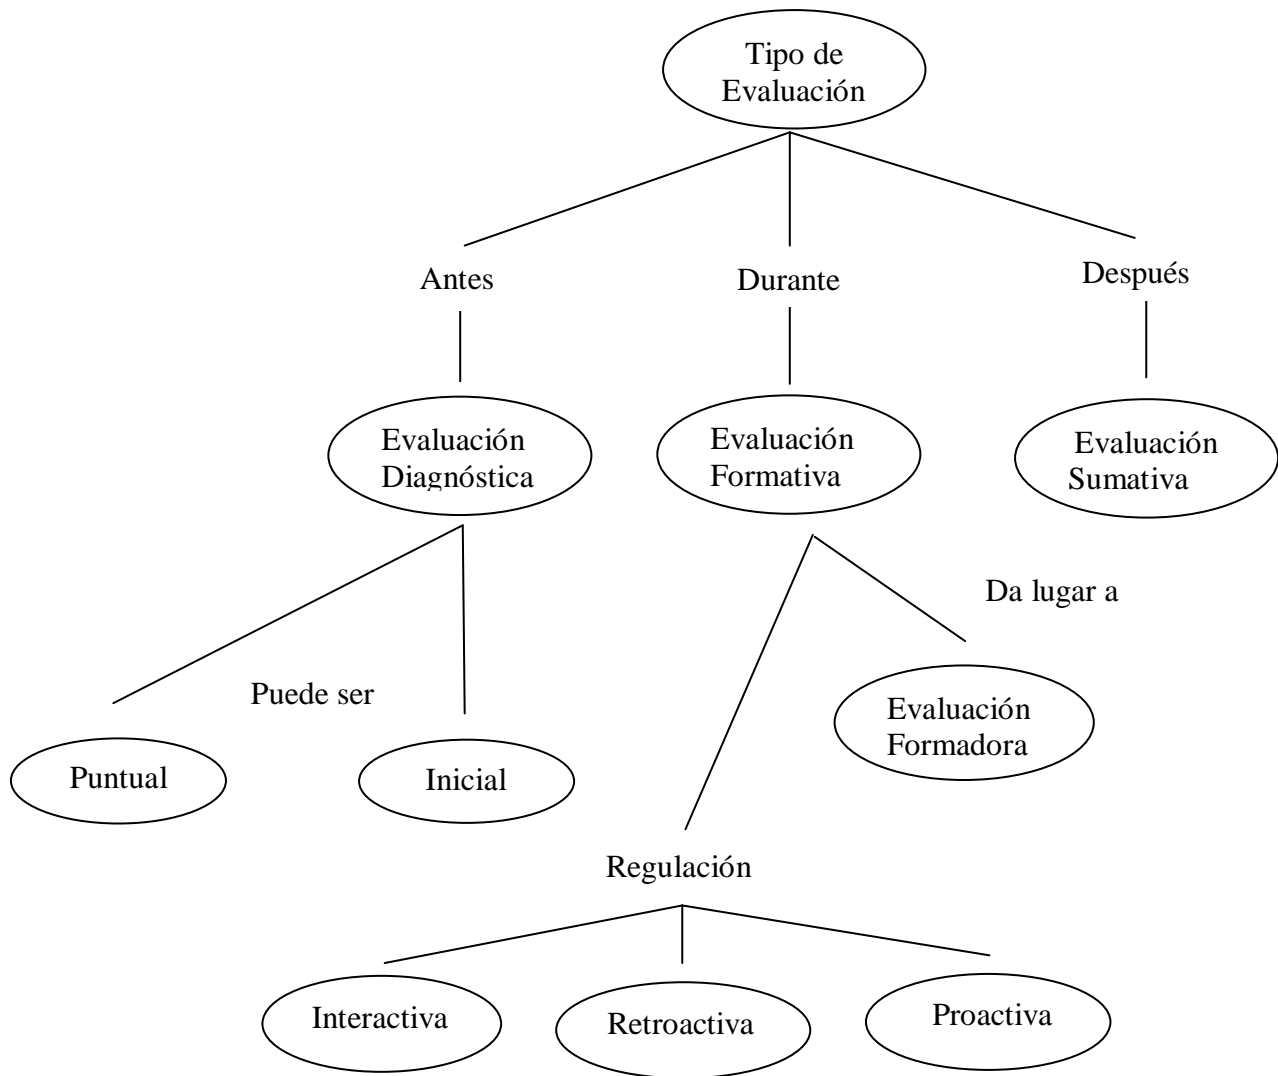 Tipo de
Evaluación
Antes
Durante
Después
Evaluación
Diagnóstica
Evaluación
Formativa
Evaluación
Sumativa
Da lugar a
Puede ser
Evaluación
Formadora
Puntual
Inicial
Regulación
Interactiva
Retroactiva
Proactiva